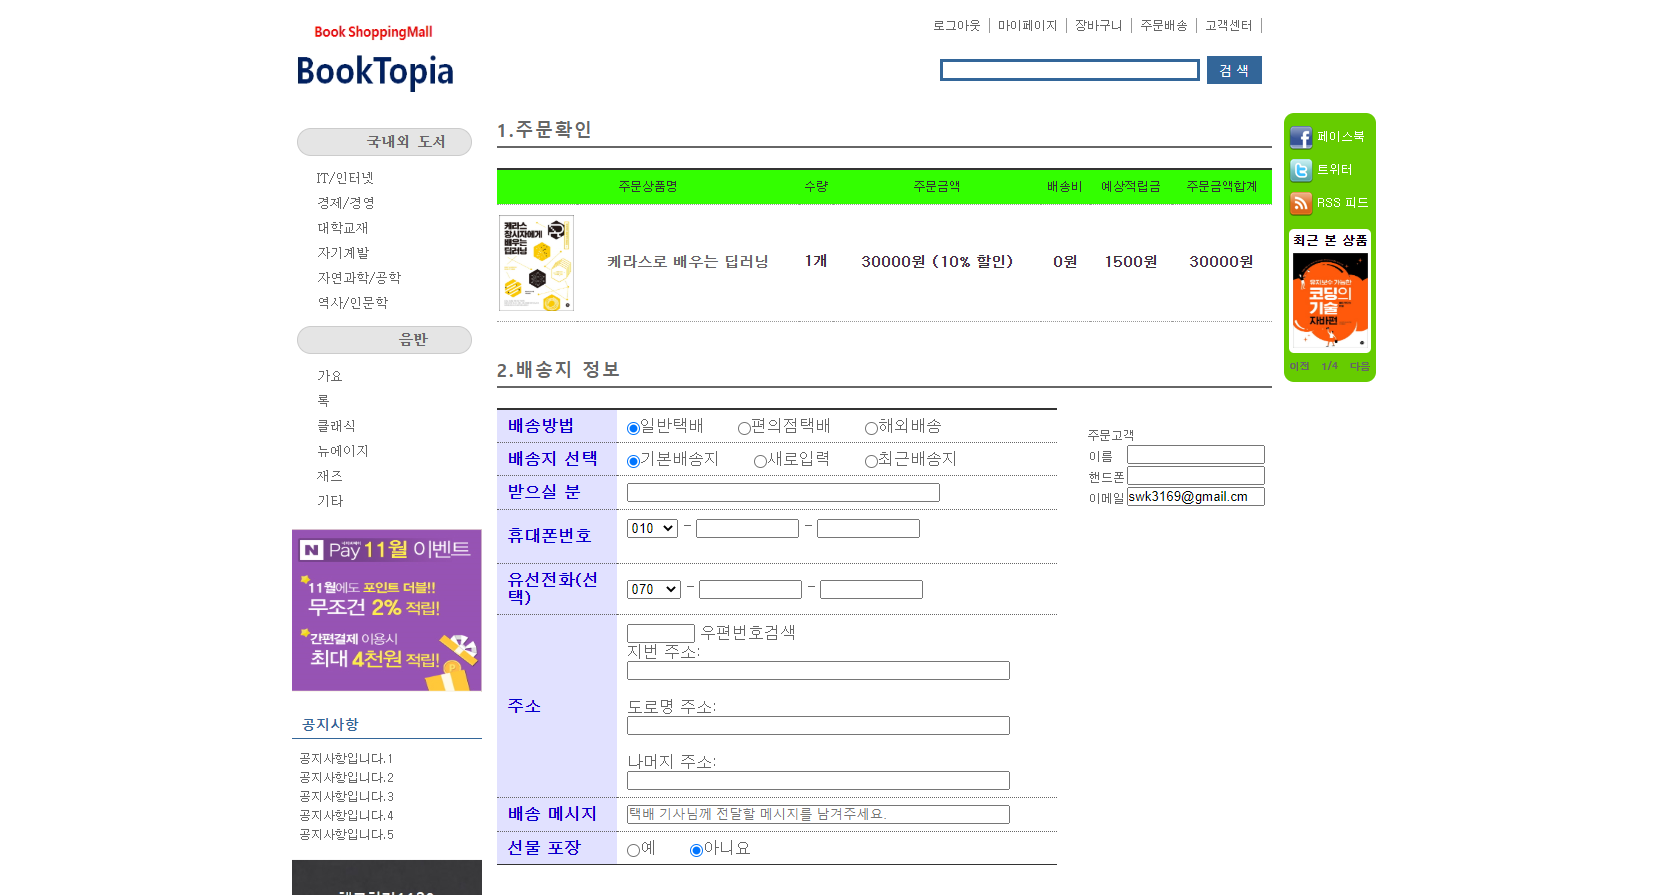 Book ShoppingMall
BookTopia
로그아웃 마이페이지 장바구니 주문배송 고객센터
검 색
국내외 도서
IT/인터넷
경제/경영
대학교재
자기계발
자연과학/공학
역사/인문학
음반
가요
록
클래식
뉴에이지
재즈
기타
N Pay 11월 이벤트
11월에도 포인트 더블!!
무조건 2% 적립!
간편결제 이용시
최대 4천원 적립!
공지사항
공지사항입니다.1
공지사항입니다.2
공지사항입니다.3
공지사항입니다.4
공지사항입니다.5
1.주문확인
주문상품명 수량 주문금액 배송비 예상적립금 주문금액합계
케라스
창시자에게
배우는
딥러닝
케라스로 배우는 딥러닝 1개 30000원 (10% 할인) 0원 1500원 30000원
2.배송지 정보
배송방법 일반택배 편의점택배 해외배송
배송지 선택 기본배송지 새로입력 최근배송지
받으실 분
휴대폰번호 010 - -
유선전화(선
택) 070 - -
주소
우편번호검색
지번 주소:
도로명 주소:
나머지 주소:
배송 메시지 택배 기사님께 전달할 메시지를 남겨주세요.
선물 포장 예 아니요
주문고객
이름
핸드폰
이메일 swk3169@gmail.cm
페이스북
트위터
RSS 피드
최근 본 상품
유지보수 가능한
코딩의
기술
자바편
이전 1/4 다음